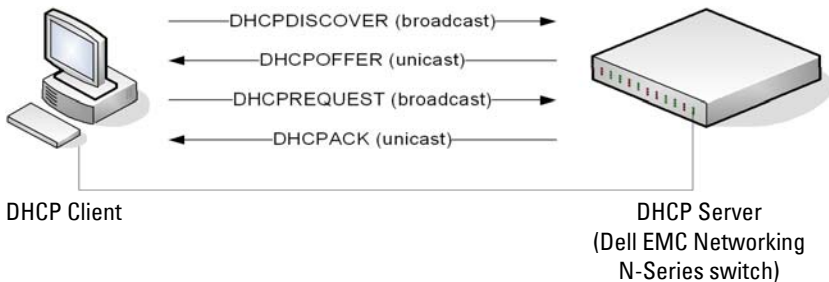 DHCPDISCOVER (broadcast)
DHCPOFFER (unicast)
DHCPREQUEST (broadcast)
DHCPACK (unicast)
DHCP Client
DHCP Server
(Dell EMC Networking
N-Series switch)